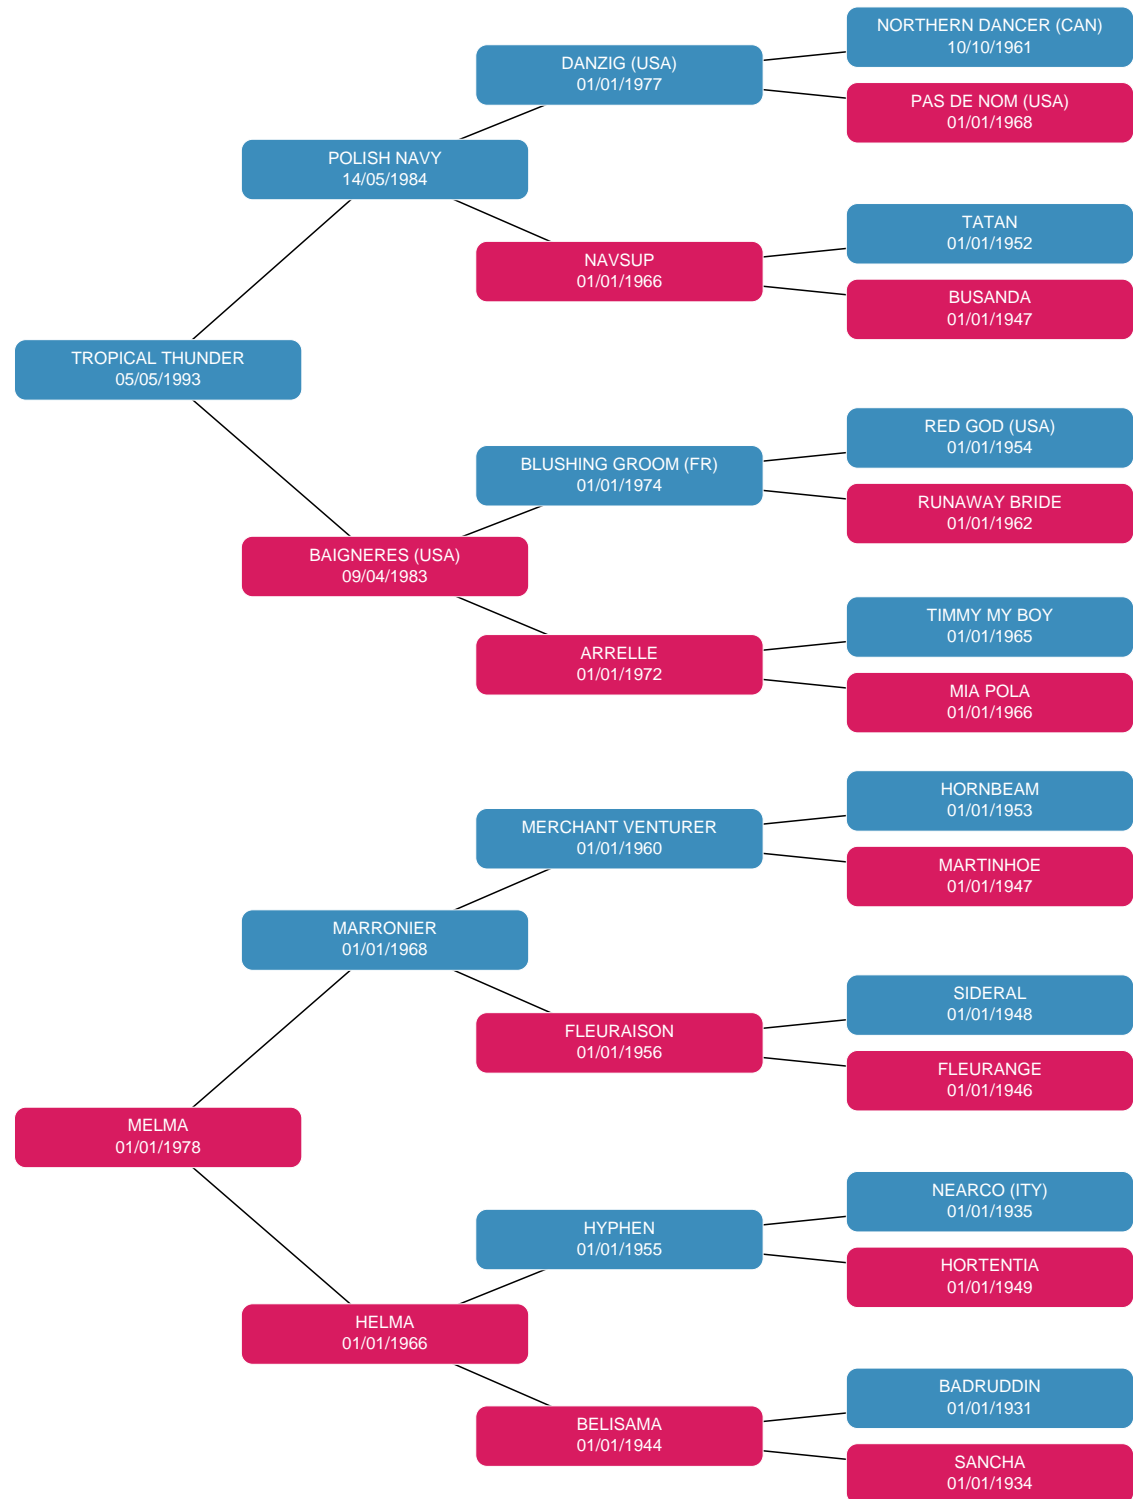 NORTHERN DANCER (CAN)
10/10/1961
DANZIG (USA)
01/01/1977
PAS DE NOM (USA)
01/01/1968
POLISH NAVY
14/05/1984
TATAN
01/01/1952
NAVSUP
01/01/1966
BUSANDA
01/01/1947
TROPICAL THUNDER
05/05/1993
RED GOD (USA)
01/01/1954
BLUSHING GROOM (FR)
01/01/1974
RUNAWAY BRIDE
01/01/1962
BAIGNERES (USA)
09/04/1983
TIMMY MY BOY
01/01/1965
ARRELLE
01/01/1972
MIA POLA
01/01/1966
HORNBEAM
01/01/1953
MERCHANT VENTURER
01/01/1960
MARTINHOE
01/01/1947
MARRONIER
01/01/1968
SIDERAL
01/01/1948
FLEURAISON
01/01/1956
FLEURANGE
01/01/1946
MELMA
01/01/1978
NEARCO (ITY)
01/01/1935
HYPHEN
01/01/1955
HORTENTIA
01/01/1949
HELMA
01/01/1966
BADRUDDIN
01/01/1931
BELISAMA
01/01/1944
SANCHA
01/01/1934